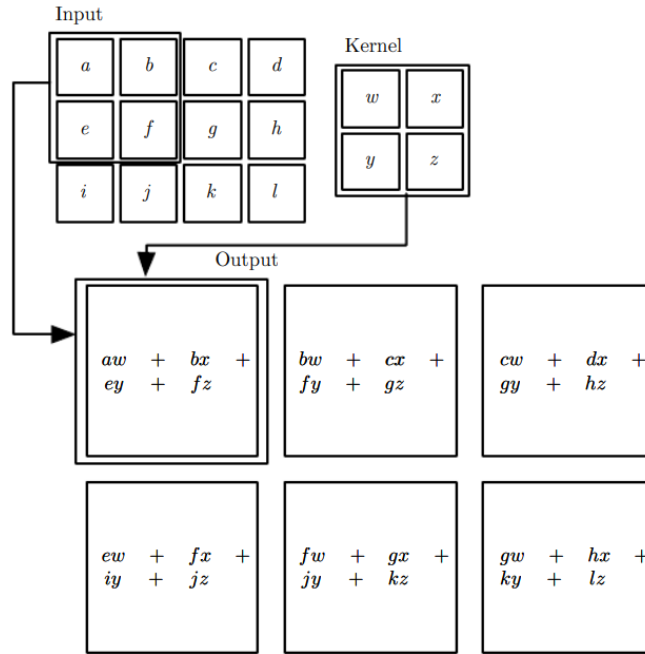 Input
Kernel
a b c d
e f g h
i j k l
w x
y z
Output
aw + bx +
ey + fz
bw + cx +
fy + gz
cw + dx +
gy + hz
ew + fx +
iy + jz
fw + gx +
jy + kz
gw + hx +
ky + lz